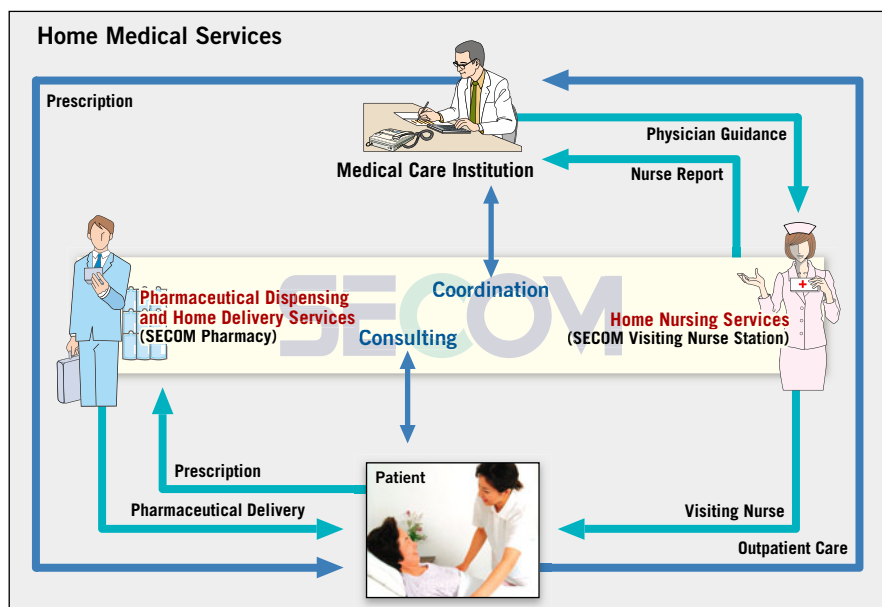 Home Medical Services
Prescription
Physician Guidance
Medical Care Institution
Nurse Report
SECOM
Coordination
Pharmaceutical Dispensing
and Home Delivery Services
(SECOM Pharmacy)
Consulting
Home Nursing Services
(SECOM Visiting Nurse Station)
Prescription
Patient
Pharmaceutical Delivery
Visiting Nurse
Outpatient Care